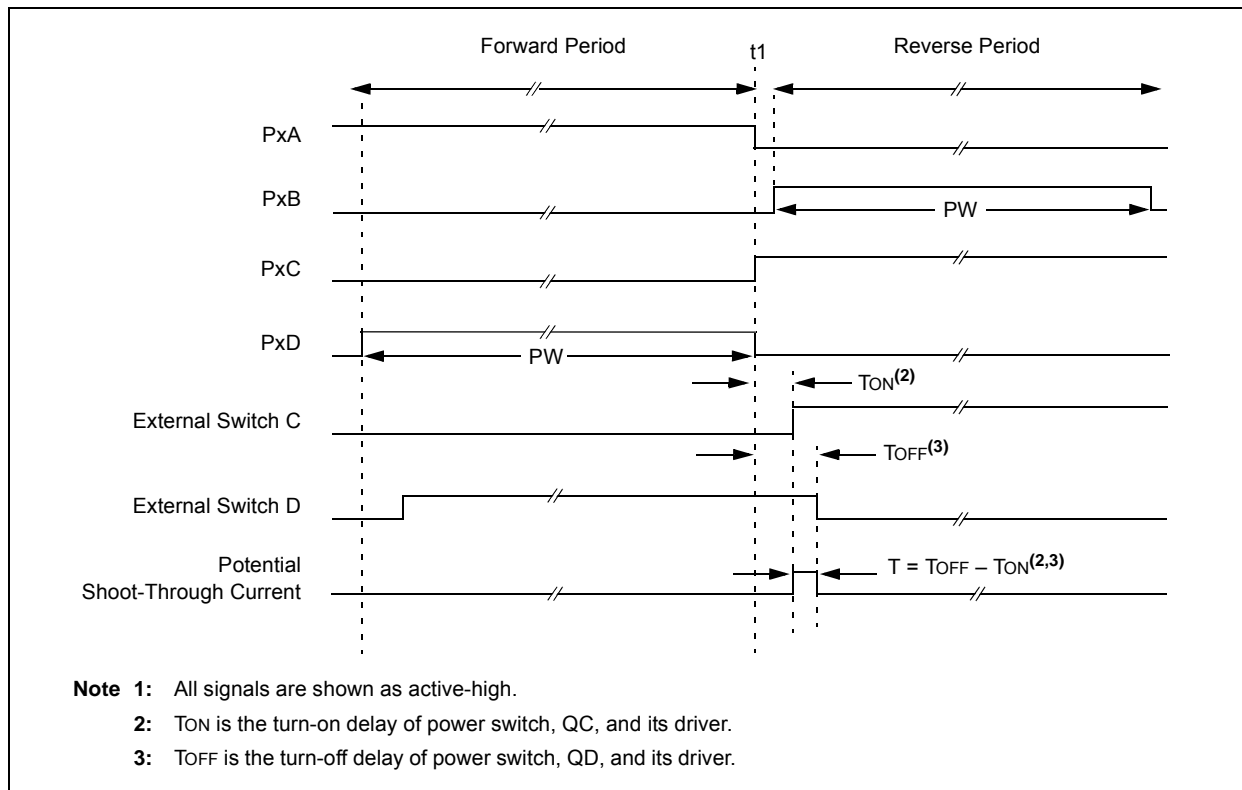 Forward Period
t1
Reverse Period
PxA
PxB
PW
PxC
PxD
PW
TON(2)
External Switch C
TOFF(3)
External Switch D
Potential
Shoot-Through Current
T = TOFF – TON(2,3)
Note 1: All signals are shown as active-high.
2: TON is the turn-on delay of power switch, QC, and its driver.
3: TOFF is the turn-off delay of power switch, QD, and its driver.